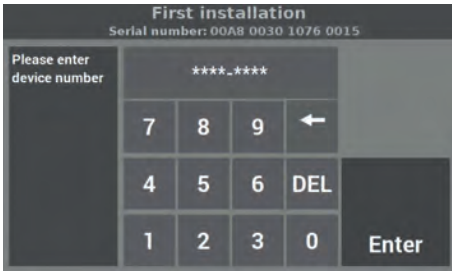 First installation
Serial number: 00A8 0030 1076 0015
Please enter
device number
****-****
7 8 9 ←
4 5 6 DEL
1 2 3 0 Enter